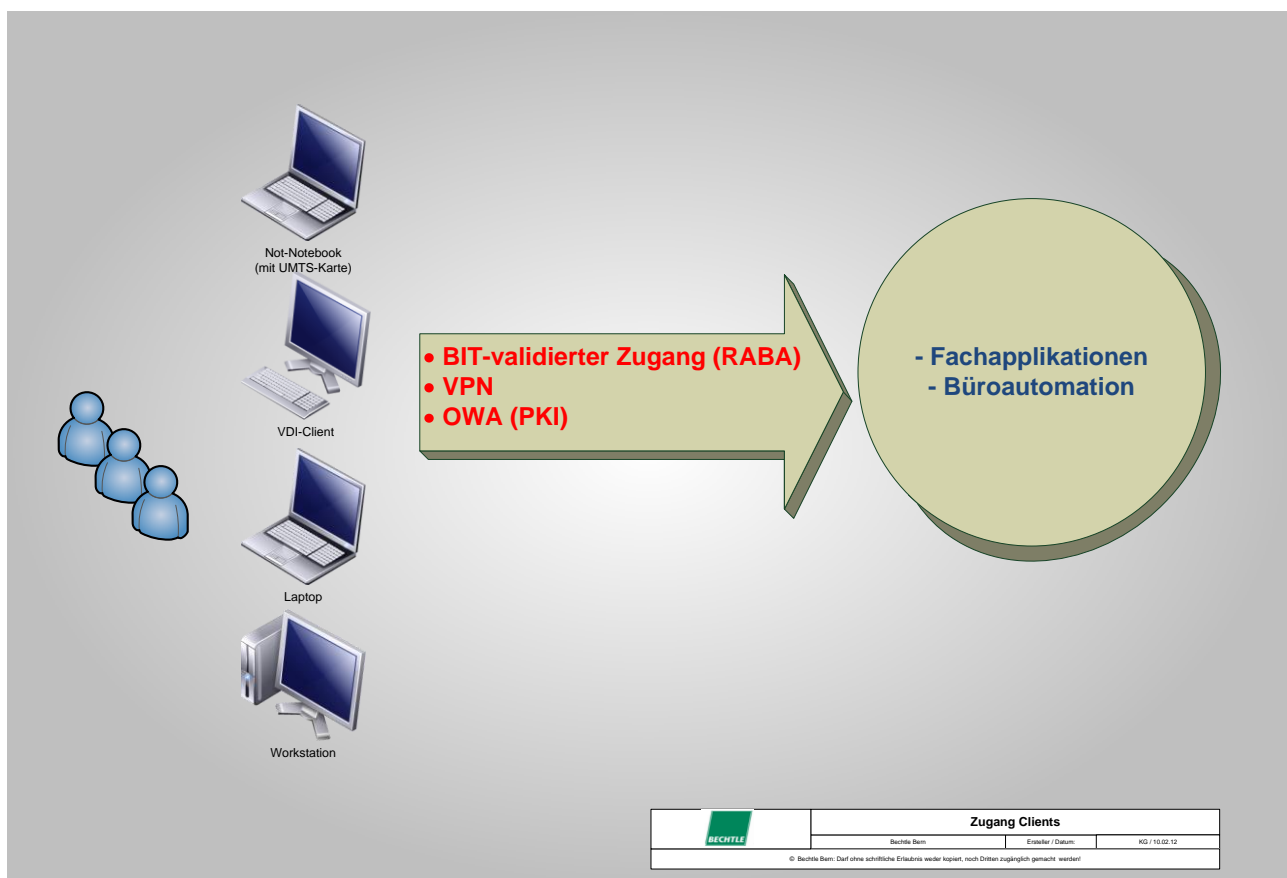 Not-Notebook
(mit UMTS-Karte)
VDI-Client
Laptop
Workstation
• BIT-validierter Zugang (RABA)
• VPN
• OWA (PKI)
- Fachapplikationen
- Büroautomation
BECHTLE
Zugang Clients
Bechtle Bern
Ersteller / Datum:
KG / 10.02.12
© Bechtle Bern: Darf ohne schriftliche Erlaubnis weder kopiert, noch Dritten zugänglich gemacht werden!